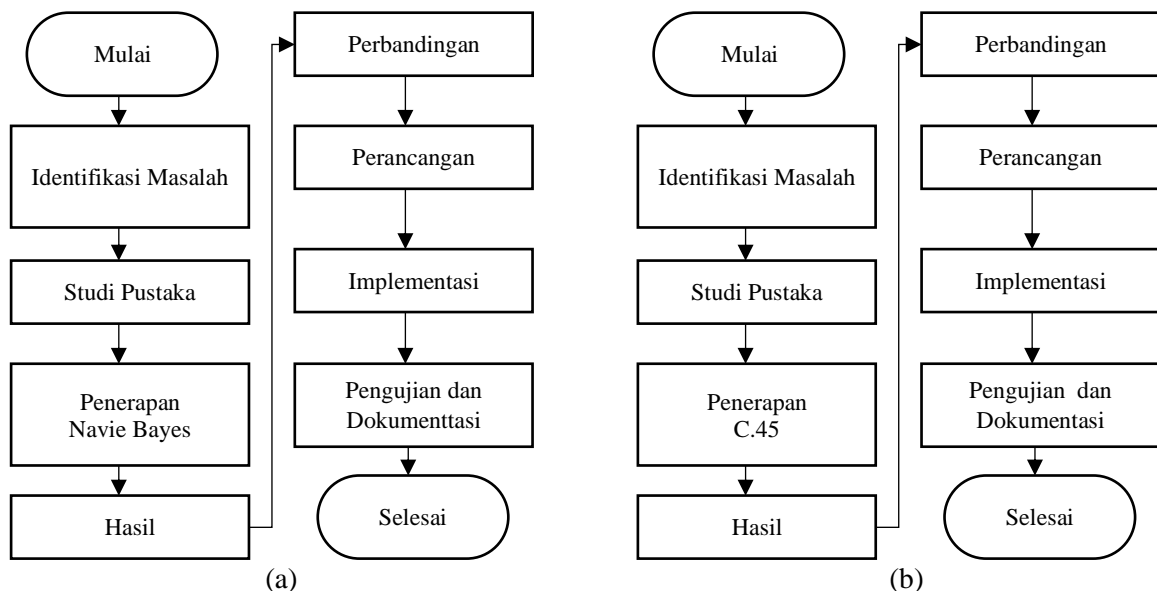 Mulai
Identifikasi Masalah
Studi Pustaka
Penerapan
Navie Bayes
Hasil
Perbandingan
Perancangan
Implementasi
Pengujian dan
Dokumenttasi
Selesai
(a)
Mulai
Identifikasi Masalah
Studi Pustaka
Penerapan
C.45
Hasil
Perbandingan
Perancangan
Implementasi
Pengujian dan
Dokumentasi
Selesai
(b)